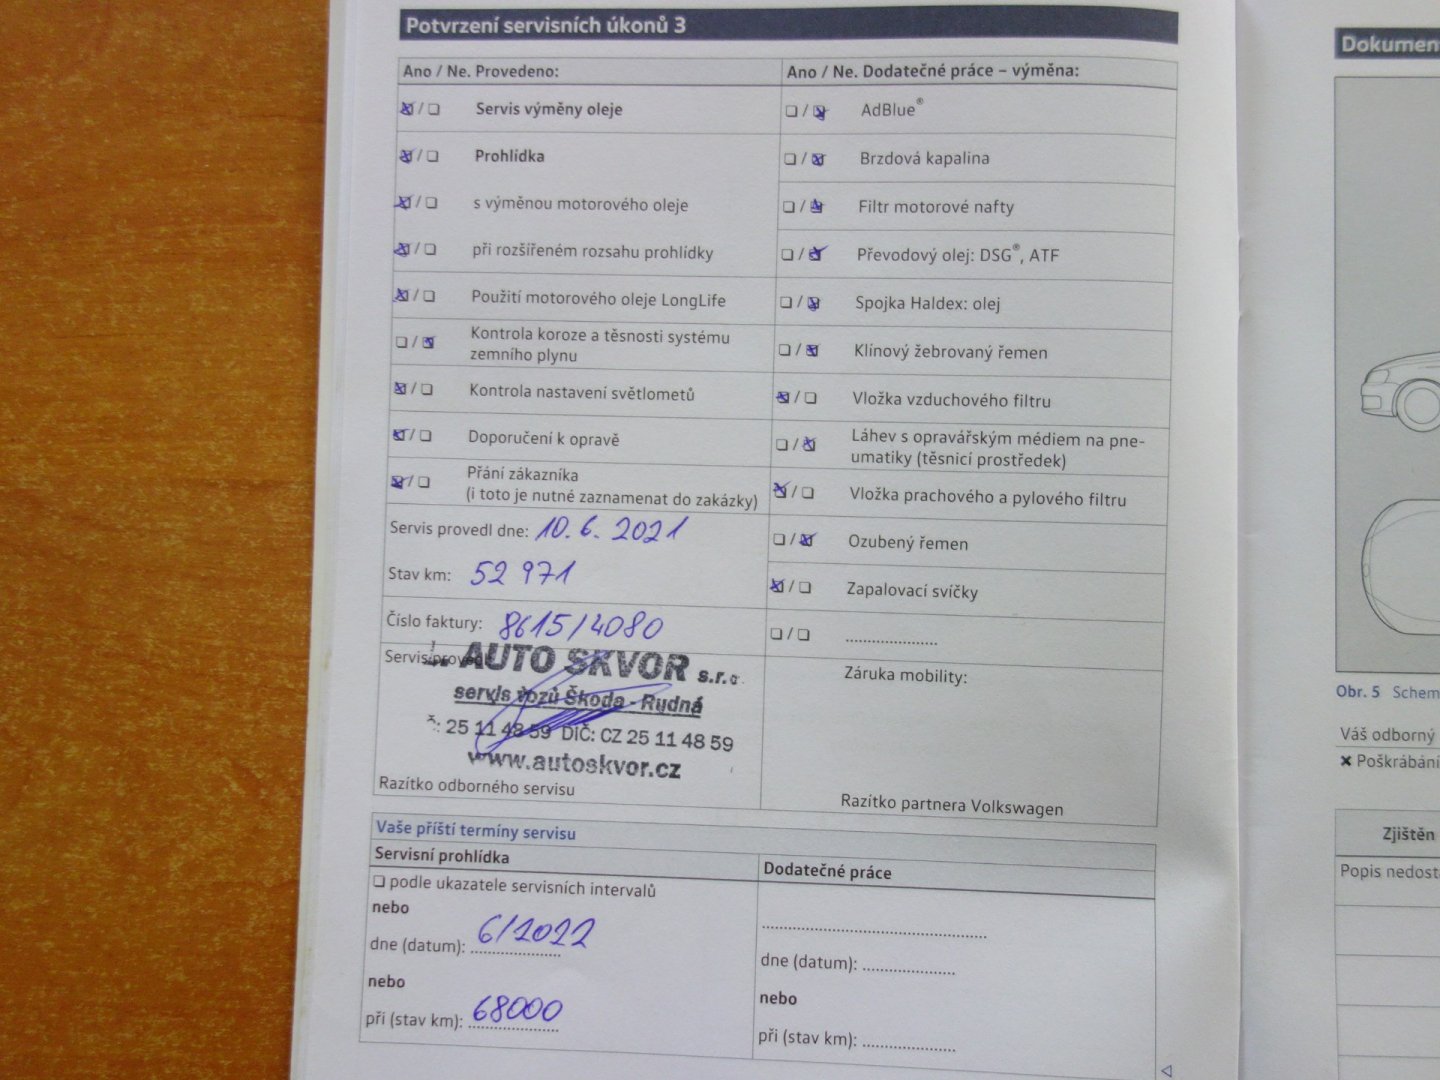 Potvrzení servisních úkonů 3
Ano / Ne. Provedeno:
Servis výměny oleje
Prohlídka
s výměnou motorového oleje
při rozšířeném rozsahu prohlídky
Použití motorového oleje LongLife
Kontrola koroze a těsnosti systému
zemního plynu
Kontrola nastavení světlometů
Doporučení k opravě
Přání zákazníka
(i toto je nutné zaznamenat do zakázky)
Servis provedl dne: 10. 6. 2021
Stav km: 52 971
Číslo faktury: 8615/4080
Servis proved
AUTO SKVOR s.r.o.
servis vozů Škoda - Rudná
25 11 48 59 DIČ: CZ 25 11 48 59
www.autoskvor.cz
Razítko odborného servisu
Ano / Ne. Dodatečné práce – výměna:
AdBlue®
Brzdová kapalina
Filtr motorové nafty
Převodový olej: DSG®, ATF
Spojka Haldex: olej
Klínový žebrovaný řemen
Vložka vzduchového filtru
Láhev s opravářským médiem na pne-
umatiky (těsnicí prostředek)
Vložka prachového a pylového filtru
Ozubený řemen
Zapalovací svíčky
....................
Záruka mobility:
Razítko partnera Volkswagen
Vaše příští termíny servisu
Servisní prohlídka
podle ukazatele servisních intervalů
nebo
dne (datum): 6/2022
nebo
při (stav km): 68000
Dodatečné práce
dne (datum): ....................
nebo
při (stav km): ....................
Dokumen
Obr. 5 Schem
Váš odborný
Poškrábání
Zjištěn
Popis nedost